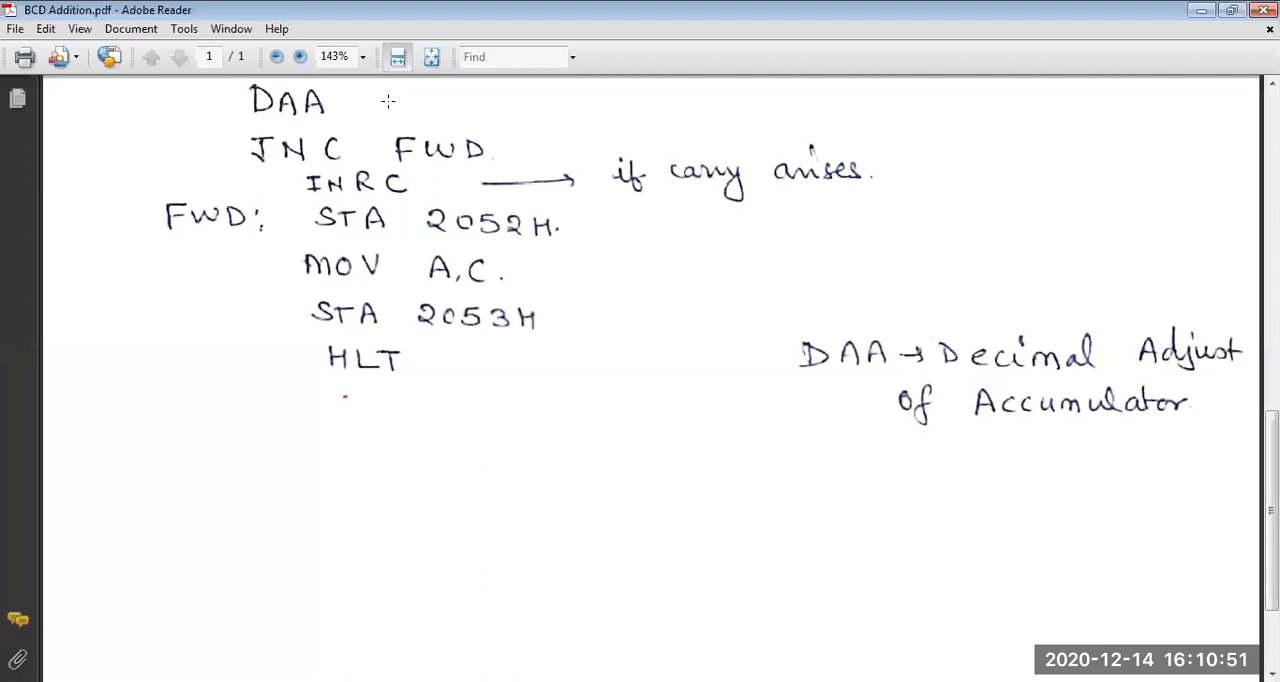 BCD Addition.pdf - Adobe Reader
File Edit View Document Tools Window Help
1 / 1 143% Find
DAA
JNC FWD.
INR C → if carry arises.
FWD: STA 2052H.
MOV A,C.
STA 2053H
HLT
DAA → Decimal Adjust
of Accumulator.
2020-12-14 16:10:51